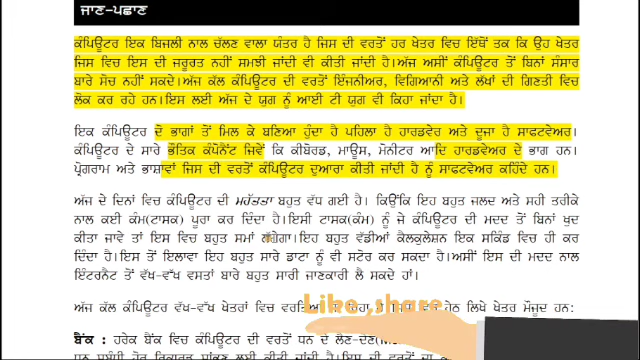 ਜਾਣ-ਪਛਾਣ
ਕੰਪਿਊਟਰ ਇਕ ਬਿਜਲੀ ਨਾਲ ਚੱਲਣ ਵਾਲਾ ਯੰਤਰ ਹੈ ਜਿਸ ਦੀ ਵਰਤੋਂ ਹਰ ਖੇਤਰ ਵਿਚ ਇੱਥੋਂ ਤਕ ਕਿ ਉਹ ਖੇਤਰ
ਜਿਸ ਵਿਚ ਇਸ ਦੀ ਜ਼ਰੂਰਤ ਨਹੀਂ ਸਮਝੀ ਜਾਂਦੀ ਵੀ ਕੀਤੀ ਜਾਂਦੀ ਹੈ।ਅੱਜ ਅਸੀਂ ਕੰਪਿਊਟਰ ਤੋਂ ਬਿਨਾਂ ਸੰਸਾਰ
ਬਾਰੇ ਸੋਚ ਨਹੀਂ ਸਕਦੇ।ਅੱਜ ਕੱਲ ਕੰਪਿਊਟਰ ਦੀ ਵਰਤੋਂ ਇੰਜਨੀਅਰ, ਵਿਗਿਆਨੀ ਅਤੇ ਲੱਖਾਂ ਦੀ ਗਿਣਤੀ ਵਿਚ
ਲੋਕ ਕਰ ਰਹੇ ਹਨ।ਇਸ ਲਈ ਅੱਜ ਦੇ ਯੁਗ ਨੂੰ ਆਈ ਟੀ ਯੁਗ ਵੀ ਕਿਹਾ ਜਾਂਦਾ ਹੈ।
ਇਕ ਕੰਪਿਊਟਰ ਦੋ ਭਾਗਾਂ ਤੋਂ ਮਿਲ ਕੇ ਬਣਿਆ ਹੁੰਦਾ ਹੈ ਪਹਿਲਾ ਹੈ ਹਾਰਡਵੇਰ ਅਤੇ ਦੂਜਾ ਹੈ ਸਾਫਟਵੇਅਰ।
ਕੰਪਿਊਟਰ ਦੇ ਸਾਰੇ ਭੌਤਿਕ ਕੰਪੋਨੈਂਟ ਜਿਵੇਂ ਕਿ ਕੀਬੋਰਡ, ਮਾਊਸ, ਮੋਨੀਟਰ ਆਦਿ ਹਾਰਡਵੇਅਰ ਦੇ ਭਾਗ ਹਨ।
ਪ੍ਰੋਗਰਾਮ ਅਤੇ ਭਾਸ਼ਾਵਾਂ ਜਿਸ ਦੀ ਵਰਤੋਂ ਕੰਪਿਊਟਰ ਦੁਆਰਾ ਕੀਤੀ ਜਾਂਦੀ ਹੈ ਨੂੰ ਸਾਫਟਵੇਅਰ ਕਹਿੰਦੇ ਹਨ।
ਅੱਜ ਦੇ ਦਿਨਾਂ ਵਿਚ ਕੰਪਿਊਟਰ ਦੀ ਮਹੱਤਤਾ ਬਹੁਤ ਵੱਧ ਗਈ ਹੈ। ਕਿਉਂਕਿ ਇਹ ਬਹੁਤ ਜਲਦ ਅਤੇ ਸਹੀ ਤਰੀਕੇ
ਨਾਲ ਕਈ ਕੰਮ(ਟਾਸਕ) ਪੂਰਾ ਕਰ ਦਿੰਦਾ ਹੈ। ਇਸੀ ਟਾਸਕ(ਕੰਮ) ਨੂੰ ਜੇ ਕੰਪਿਊਟਰ ਦੀ ਮਦਦ ਤੋਂ ਬਿਨਾਂ ਖੁਦ
ਕੀਤਾ ਜਾਵੇ ਤਾਂ ਇਸ ਵਿਚ ਬਹੁਤ ਸਮਾਂ ਲੱਗੇਗਾ।ਇਹ ਬਹੁਤ ਵੱਡੀਆਂ ਕੈਲਕੁਲੇਸ਼ਨ ਇਕ ਸਕਿੰਡ ਵਿਚ ਹੀ ਕਰ
ਦਿੰਦਾ ਹੈ। ਇਸ ਤੋਂ ਇਲਾਵਾ ਇਹ ਬਹੁਤ ਸਾਰੇ ਡਾਟਾ ਨੂੰ ਵੀ ਸਟੋਰ ਕਰ ਸਕਦਾ ਹੈ।ਅਸੀਂ ਇਸ ਦੀ ਮਦਦ ਨਾਲ
ਇੰਟਰਨੈਟ ਤੋਂ ਵੱਖ-ਵੱਖ ਵਸਤਾਂ ਬਾਰੇ ਬਹੁਤ ਸਾਰੀ ਜਾਣਕਾਰੀ ਲੈ ਸਕਦੇ ਹਾਂ।
ਅੱਜ ਕੱਲ ਕੰਪਿਊਟਰ ਵੱਖ-ਵੱਖ ਖੇਤਰਾਂ ਵਿਚ ਹੇਠ ਲਿਖੇ ਖੇਤਰ ਮੌਜੂਦ ਹਨ:
Like ,share
ਬੈਂਕ : ਹਰੇਕ ਬੈਂਕ ਵਿਚ ਕੰਪਿਊਟਰ ਦੀ ਵਰਤੋਂ ਧਨ ਦੇ ਲੈਣ-ਦੇਣ